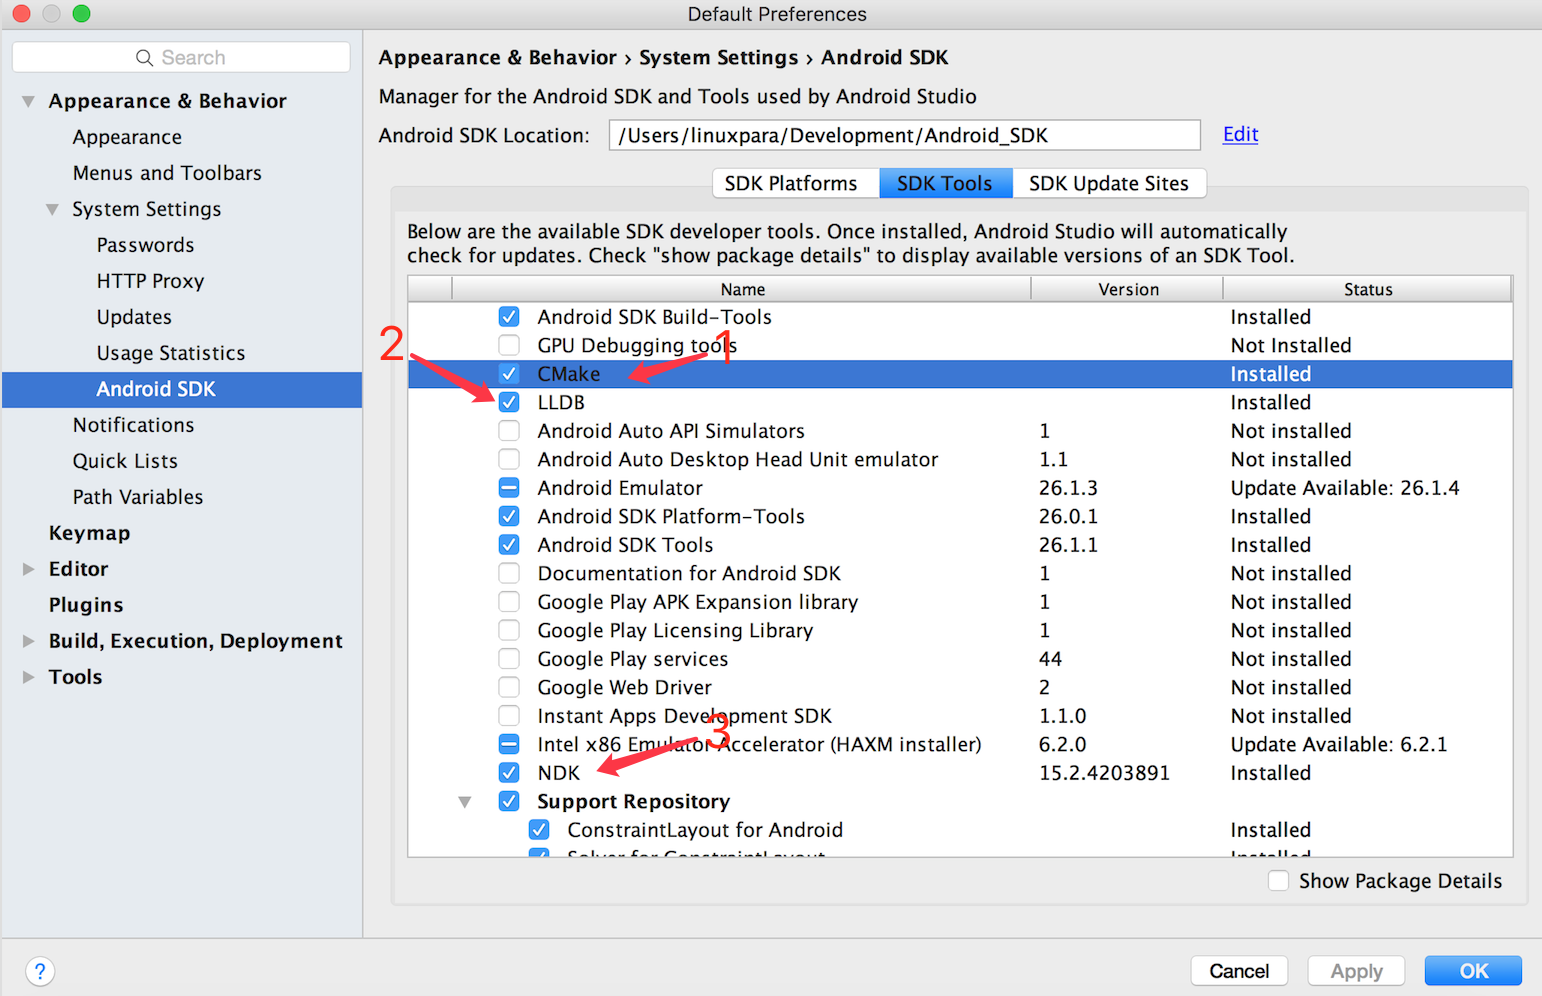 Default Preferences
Search
Appearance & Behavior
Appearance
Menus and Toolbars
System Settings
Passwords
HTTP Proxy
Updates
Usage Statistics
Android SDK
Notifications
Quick Lists
Path Variables
Keymap
Editor
Plugins
Build, Execution, Deployment
Tools
Appearance & Behavior › System Settings › Android SDK
Manager for the Android SDK and Tools used by Android Studio
Android SDK Location: /Users/linuxpara/Development/Android_SDK Edit
SDK Platforms SDK Tools SDK Update Sites
Below are the available SDK developer tools. Once installed, Android Studio will automatically
check for updates. Check "show package details" to display available versions of an SDK Tool.
Name Version Status
Android SDK Build-Tools Installed
GPU Debugging tools Not Installed
1
2
CMake Installed
LLDB Installed
Android Auto API Simulators 1 Not installed
Android Auto Desktop Head Unit emulator 1.1 Not installed
Android Emulator 26.1.3 Update Available: 26.1.4
Android SDK Platform-Tools 26.0.1 Installed
Android SDK Tools 26.1.1 Installed
Documentation for Android SDK 1 Not installed
Google Play APK Expansion library 1 Not installed
Google Play Licensing Library 1 Not installed
Google Play services 44 Not installed
Google Web Driver 2 Not installed
Instant Apps Development SDK 1.1.0 Not installed
3
Intel x86 Emulator Accelerator (HAXM installer) 6.2.0 Update Available: 6.2.1
NDK 15.2.4203891 Installed
Support Repository
ConstraintLayout for Android Installed
Solver for ConstraintLayout Installed
Show Package Details
? Cancel Apply OK